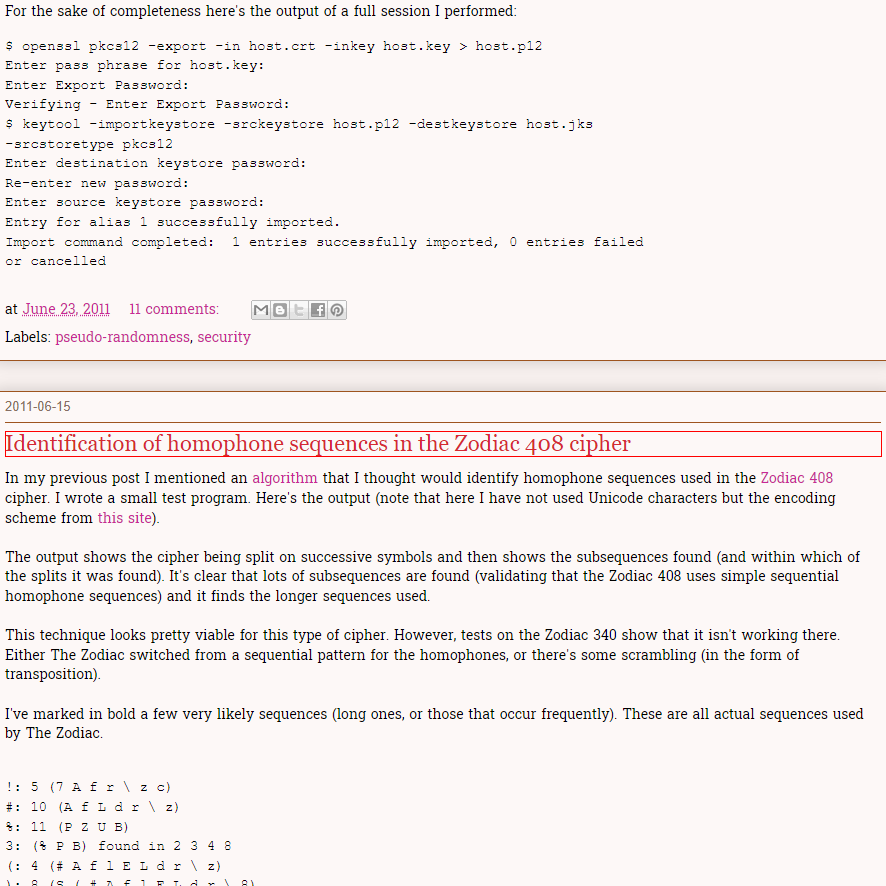 For the sake of completeness here's the output of a full session I performed:
$ openssl pkcs12 -export -in host.crt -inkey host.key > host.p12
Enter pass phrase for host.key:
Enter Export Password:
Verifying - Enter Export Password:
$ keytool -importkeystore -srckeystore host.p12 -destkeystore host.jks
-srcstoretype pkcs12
Enter destination keystore password:
Re-enter new password:
Enter source keystore password:
Entry for alias 1 successfully imported.
Import command completed:  1 entries successfully imported, 0 entries failed
or cancelled
at June 23, 2011 11 comments:
Labels: pseudo-randomness, security
2011-06-15
Identification of homophone sequences in the Zodiac 408 cipher
In my previous post I mentioned an algorithm that I thought would identify homophone sequences used in the Zodiac 408
cipher. I wrote a small test program. Here's the output (note that here I have not used Unicode characters but the encoding
scheme from this site).
The output shows the cipher being split on successive symbols and then shows the subsequences found (and within which of
the splits it was found). It's clear that lots of subsequences are found (validating that the Zodiac 408 uses simple sequential
homophone sequences) and it finds the longer sequences used.
This technique looks pretty viable for this type of cipher. However, tests on the Zodiac 340 show that it isn't working there.
Either The Zodiac switched from a sequential pattern for the homophones, or there's some scrambling (in the form of
transposition).
I've marked in bold a few very likely sequences (long ones, or those that occur frequently). These are all actual sequences used
by The Zodiac.
!: 5 (7 A f r \ z c)
#: 10 (A f L d r \ z)
%: 11 (P Z U B)
3: (% P B) found in 2 3 4 8
(: 4 (# A f l E L d r \ z)